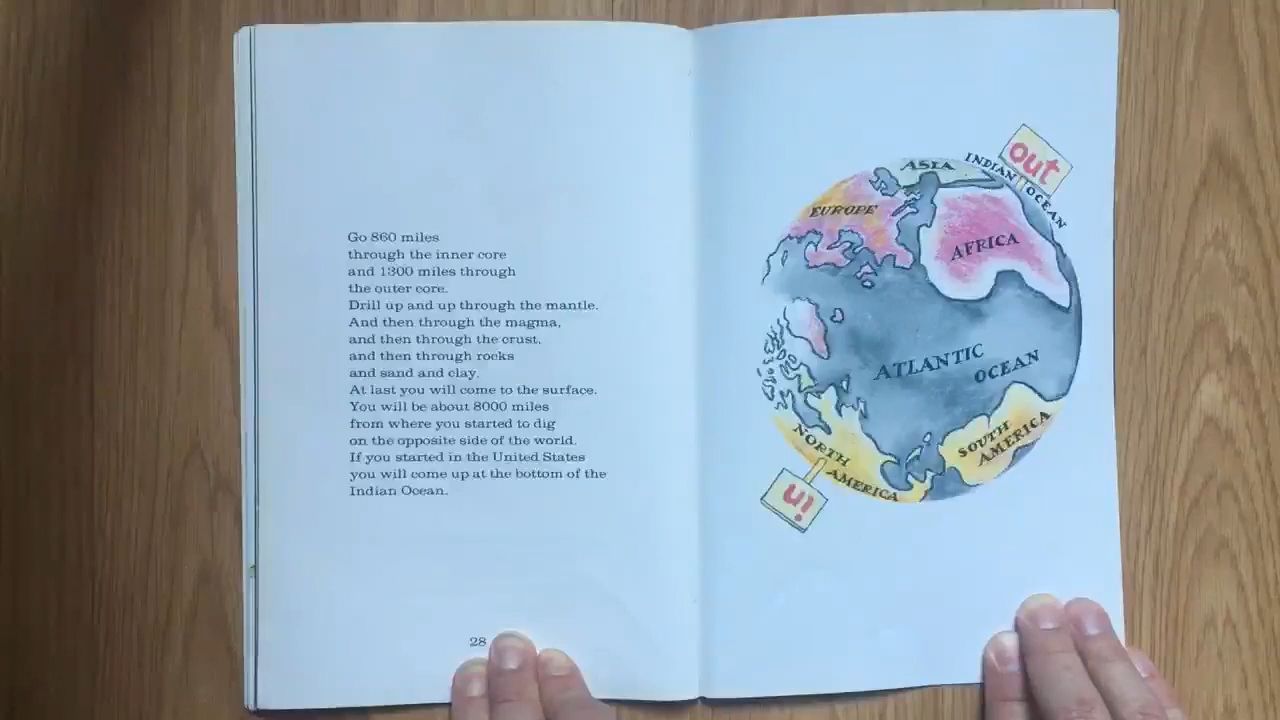 Go 860 miles
through the inner core
and 1300 miles through
the outer core.
Drill up and up through the mantle.
And then through the magma,
and then through the crust,
and then through rocks
and sand and clay.
At last you will come to the surface.
You will be about 8000 miles
from where you started to dig
on the opposite side of the world.
If you started in the United States
you will come up at the bottom of the
Indian Ocean.
28
out
INDIAN OCEAN
ASIA
EUROPE
AFRICA
ATLANTIC
OCEAN
NORTH
AMERICA
SOUTH
AMERICA
in